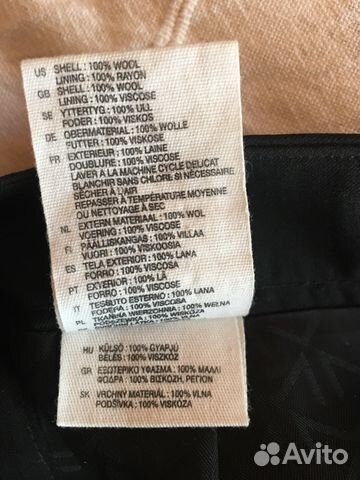 US SHELL : 100% WOOL
LINING : 100% RAYON
GB SHELL : 100% WOOL
LINING : 100% VISCOSE
SE YTTERTYG : 100% ULL
FODER : 100% VISKOS
DE OBERMATERIAL : 100% WOLLE
FUTTER : 100% VISKOSE
FR EXTERIEUR : 100% LAINE
DOUBLURE : 100% VISCOSE
LAVER À LA MACHINE CYCLE DELICAT
BLANCHIR SANS CHLORE SI NÉCESSAIRE
SÉCHER À L'AIR
REPASSER À TEMPÉRATURE MOYENNE
OU NETTOYAGE À SEC
NL EXTERN MATERIAAL : 100% WOL
VOERING : 100% VISCOSE
FI PÄÄLLISKANGAS : 100% VILLAA
VUORI : 100% VISKOOSIA
ES TELA EXTERIOR : 100% LANA
FORRO : 100% VISCOSA
PT EXTERIOR : 100% LÃ
FORRO : 100% VISCOSE
IT TESSUTO ESTERNO : 100% LANA
FODERA : 100% VISCOSA
PL TKANINA WIERZCHNIA : 100% WEŁNA
PODSZEWKA : 100% WISKOZA
HU KÜLSŐ : 100% GYAPJÚ
BÉLÉS : 100% VISZKÓZ
GR ΕΞΩΤΕΡΙΚΟ ΥΦΑΣΜΑ : 100% ΜΑΛΛΙ
ΦΟΔΡΑ : 100% ΒΙΣΚΟΖΗ, ΡΕΓΙΟΝ
SK VRCHNÝ MATERIÁL : 100% VLNA
PODŠÍVKA : 100% VISKÓZA
Avito